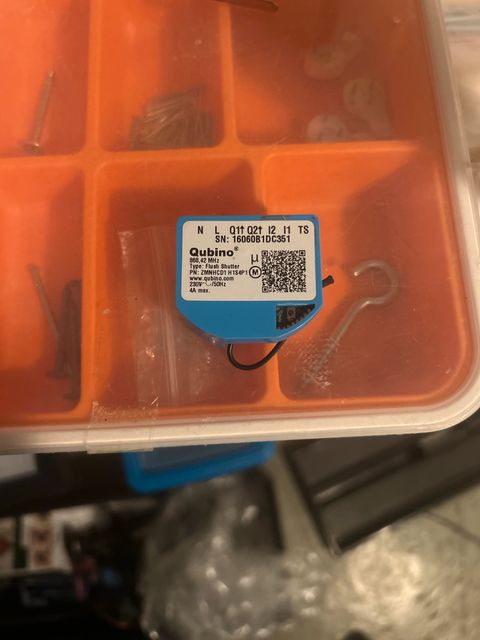 N L Q1† Q2† I2 I1 TS
SN: 16060B1DC351
Qubino®
868,42 MHz
Type: Flush Shutter
PN: ZMNHCD1 H1S4P1
www.qubino.com
230V~/50Hz
4A max.
µ
M